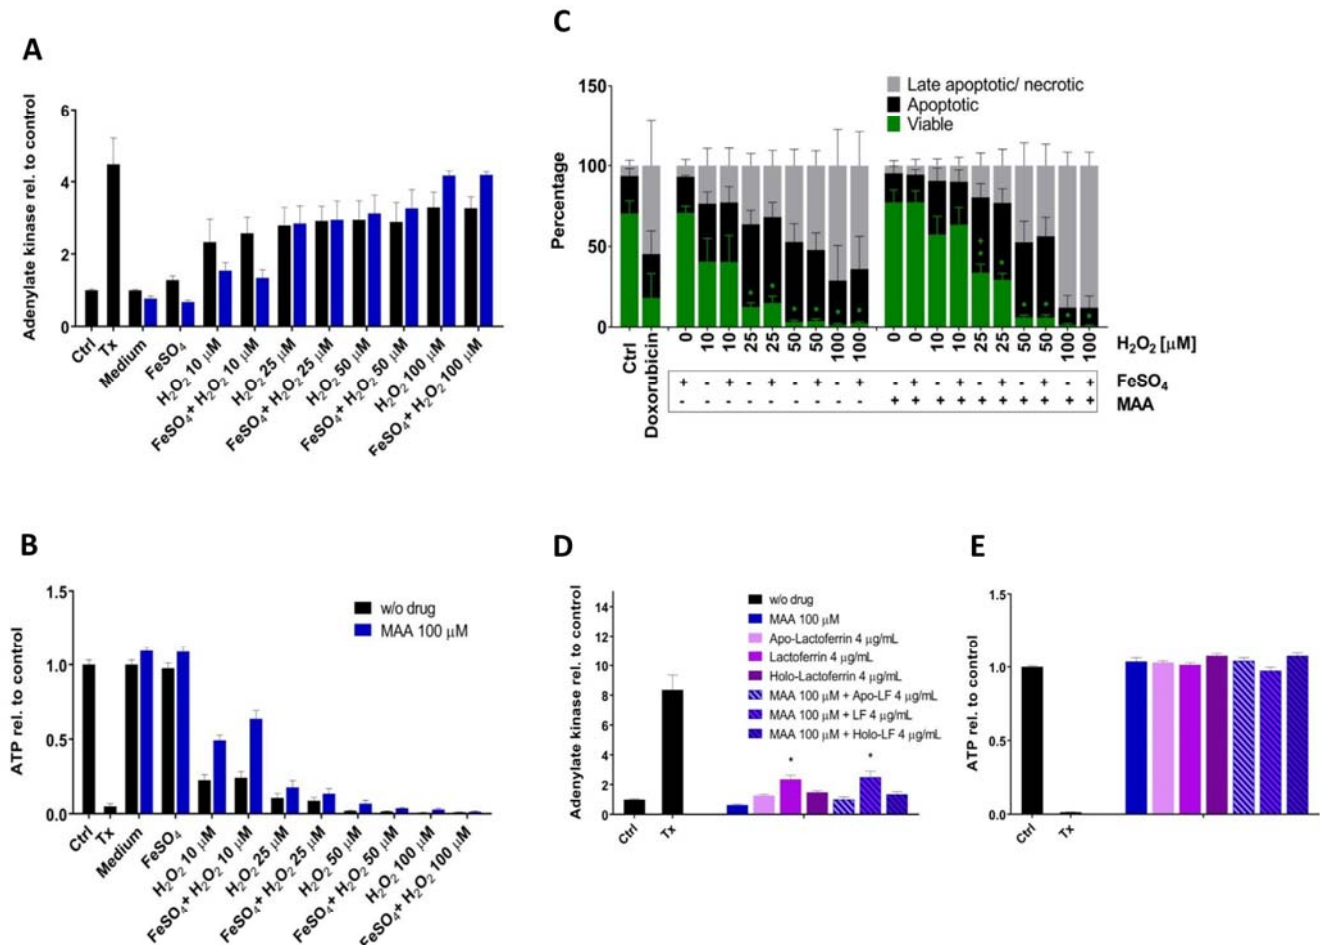 A
Adenylate kinase rel. to control
6
4
2
0
Ctrl
Tx
Medium
FeSO₄
H₂O₂ 10 µM
FeSO₄+ H₂O₂ 10 µM
H₂O₂ 25 µM
FeSO₄+ H₂O₂ 25 µM
H₂O₂ 50 µM
FeSO₄+ H₂O₂ 50 µM
H₂O₂ 100 µM
FeSO₄+ H₂O₂ 100 µM
C
Percentage
150
100
50
0
Late apoptotic/ necrotic
Apoptotic
Viable
* * * * * * * * * * * * * *
Ctrl
Doxorubicin
0 10 10 25 25 50 50 100 100 0 0 10 10 25 25 50 50 100 100 H₂O₂ [µM]
+ - + - + - + - + - + - + - + - + - + FeSO₄
- - - - - - - - - + + + + + + + + + + MAA
B
ATP rel. to control
1.5
1.0
0.5
0.0
w/o drug
MAA 100 µM
Ctrl
Tx
Medium
FeSO₄
H₂O₂ 10 µM
FeSO₄+ H₂O₂ 10 µM
H₂O₂ 25 µM
FeSO₄+ H₂O₂ 25 µM
H₂O₂ 50 µM
FeSO₄+ H₂O₂ 50 µM
H₂O₂ 100 µM
FeSO₄+ H₂O₂ 100 µM
D
Adenylate kinase rel. to control
14
12
10
8
6
4
2
0
w/o drug
MAA 100 µM
Apo-Lactoferrin 4 µg/mL
Lactoferrin 4 µg/mL
Holo-Lactoferrin 4 µg/mL
MAA 100 µM + Apo-LF 4 µg/mL
MAA 100 µM + LF 4 µg/mL
MAA 100 µM + Holo-LF 4 µg/mL
* *
Ctrl
Tx
E
ATP rel. to control
1.5
1.0
0.5
0.0
Ctrl
Tx